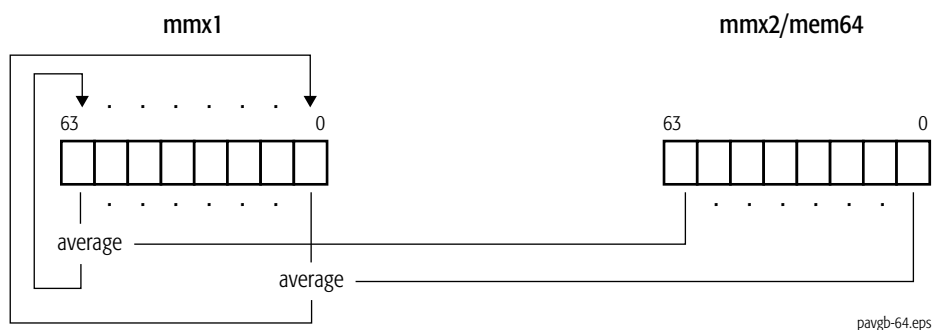 mmx1 mmx2/mem64
. . . . . .
63 0 63 0
. . . . . . . . . . . .
average
average
pavgb-64.eps